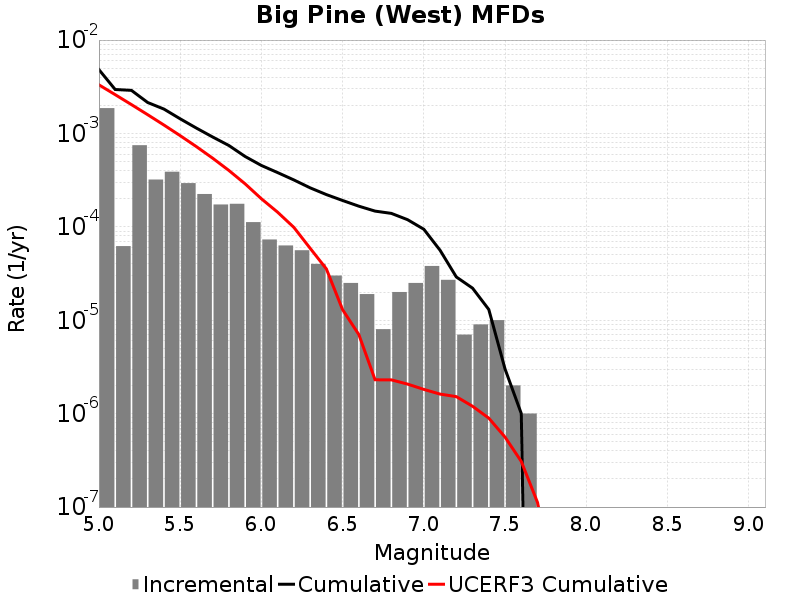 Big Pine (West) MFDs
10-2
10-3
10-4
10-5
10-6
10-7
Rate (1/yr)
5.0 5.5 6.0 6.5 7.0 7.5 8.0 8.5 9.0
Magnitude
Incremental Cumulative UCERF3 Cumulative